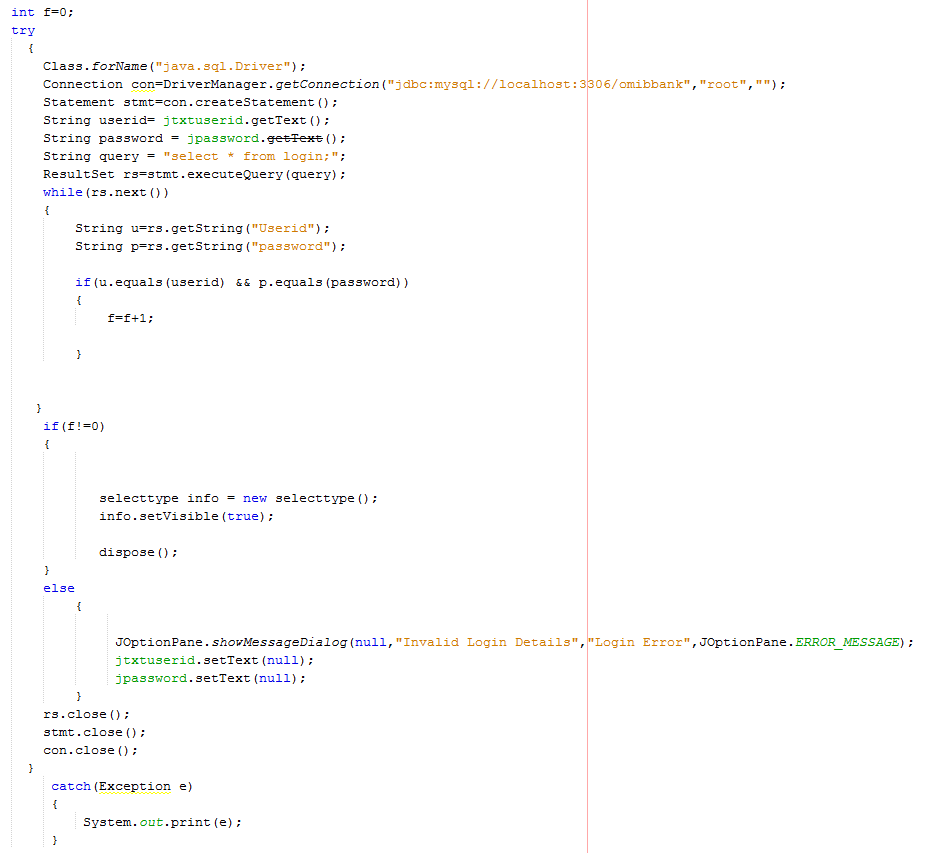 int f=0;
try
{
Class.forName("java.sql.Driver");
Connection con=DriverManager.getConnection("jdbc:mysql://localhost:3306/omibbank","root","");
Statement stmt=con.createStatement();
String userid= jtxtuserid.getText();
String password = jpassword.getText();
String query = "select * from login;";
ResultSet rs=stmt.executeQuery(query);
while(rs.next())
{
String u=rs.getString("Userid");
String p=rs.getString("password");
if(u.equals(userid) && p.equals(password))
{
f=f+1;
}
}
if(f!=0)
{
selecttype info = new selecttype();
info.setVisible(true);
dispose();
}
else
{
JOptionPane.showMessageDialog(null,"Invalid Login Details","Login Error",JOptionPane.ERROR_MESSAGE);
jtxtuserid.setText(null);
jpassword.setText(null);
}
rs.close();
stmt.close();
con.close();
}
catch(Exception e)
{
System.out.print(e);
}